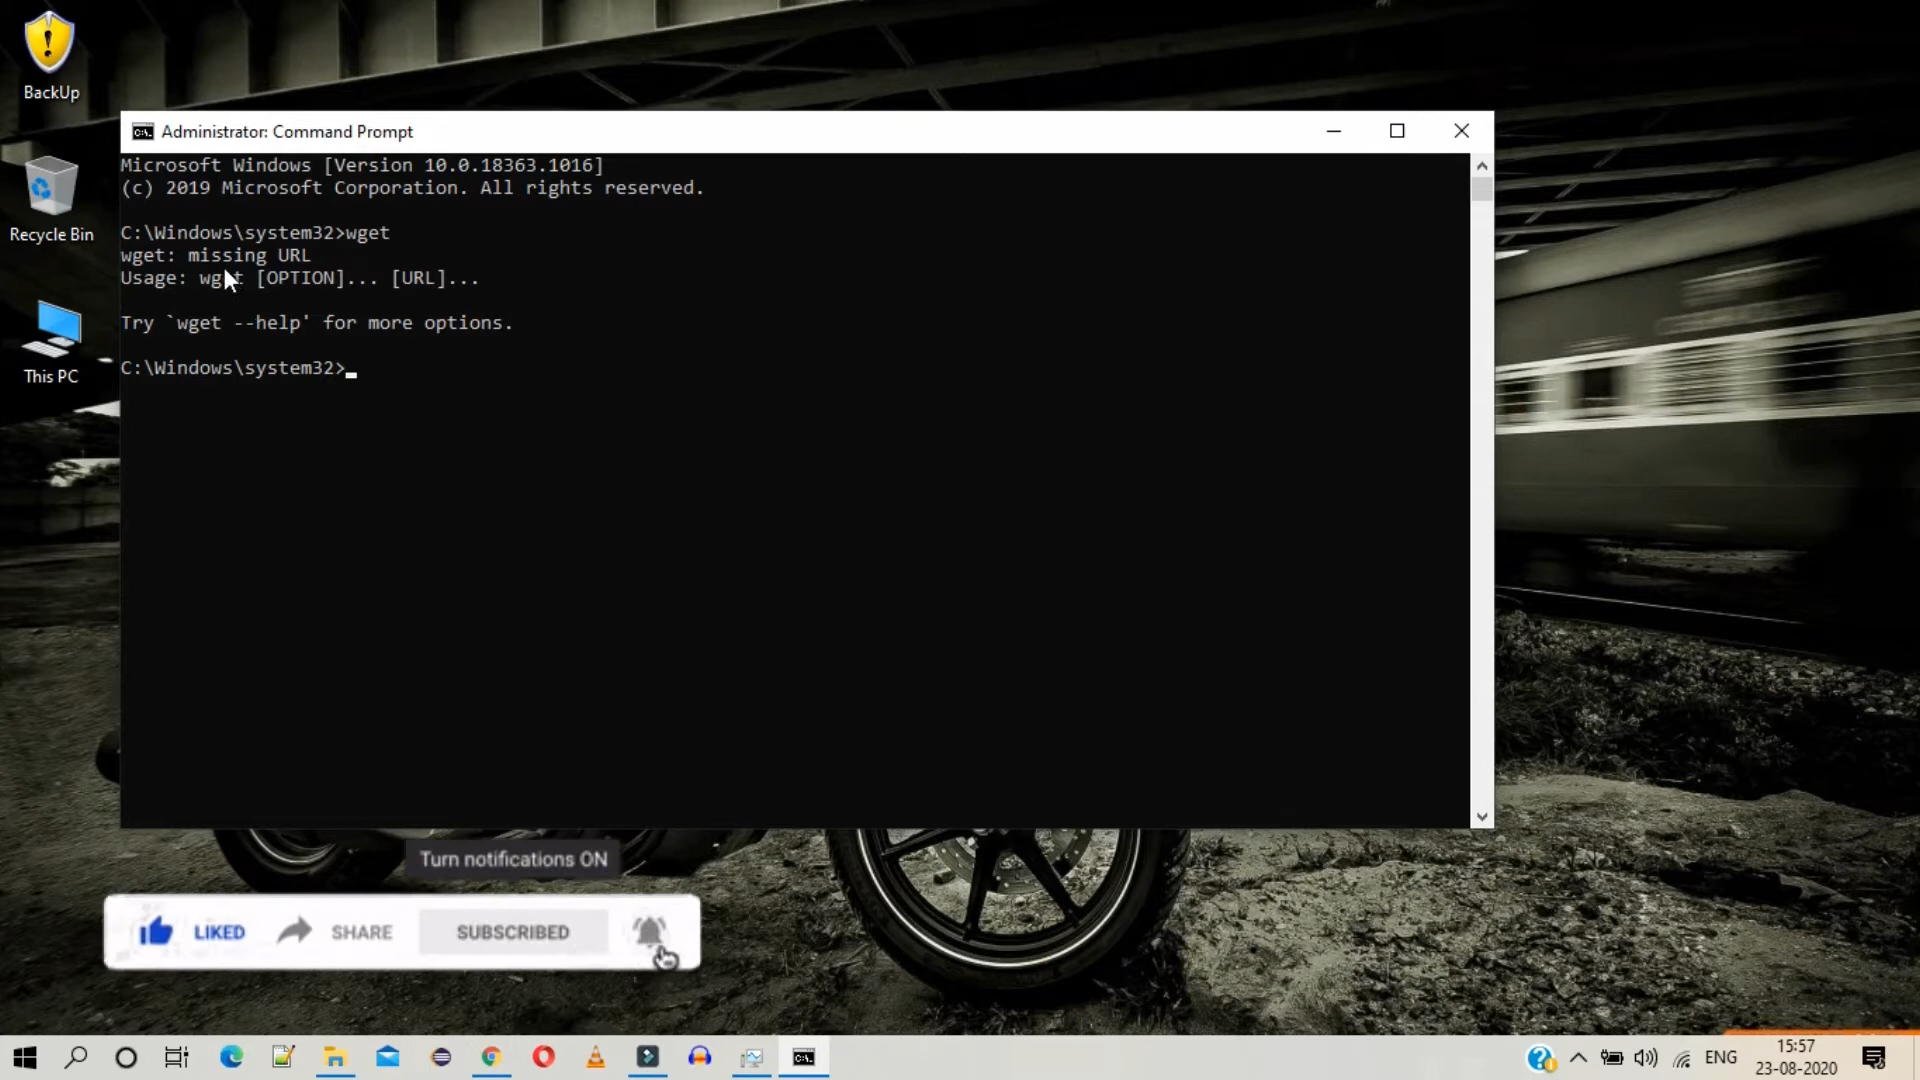 BackUp
Recycle Bin
This PC
Administrator: Command Prompt
Microsoft Windows [Version 10.0.18363.1016]
(c) 2019 Microsoft Corporation. All rights reserved.
C:\Windows\system32>wget
wget: missing URL
Usage: wget [OPTION]... [URL]...
Try `wget --help' for more options.
C:\Windows\system32>
Turn notifications ON
LIKED SHARE SUBSCRIBED
ENG
15:57
23-08-2020